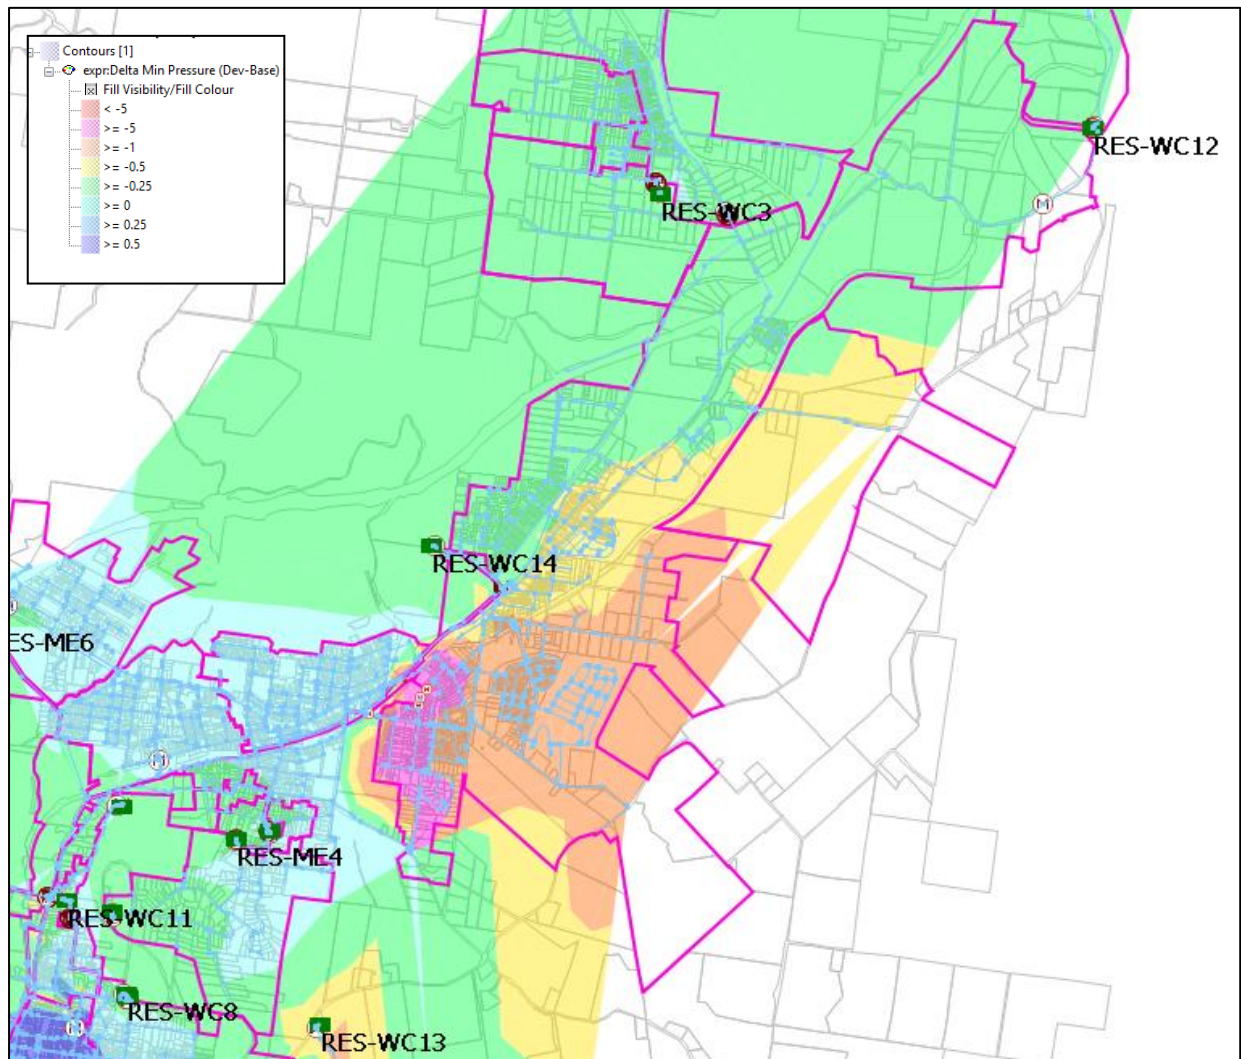 Contours [1]
expr:Delta Min Pressure (Dev-Base)
Fill Visibility/Fill Colour
< -5
>= -5
>= -1
>= -0.5
>= -0.25
>= 0
>= 0.25
>= 0.5
RES-WC12
M
RES-WC3
RES-WC14
ES-ME6
RES-ME4
RES-WC11
RES-WC8
RES-WC13